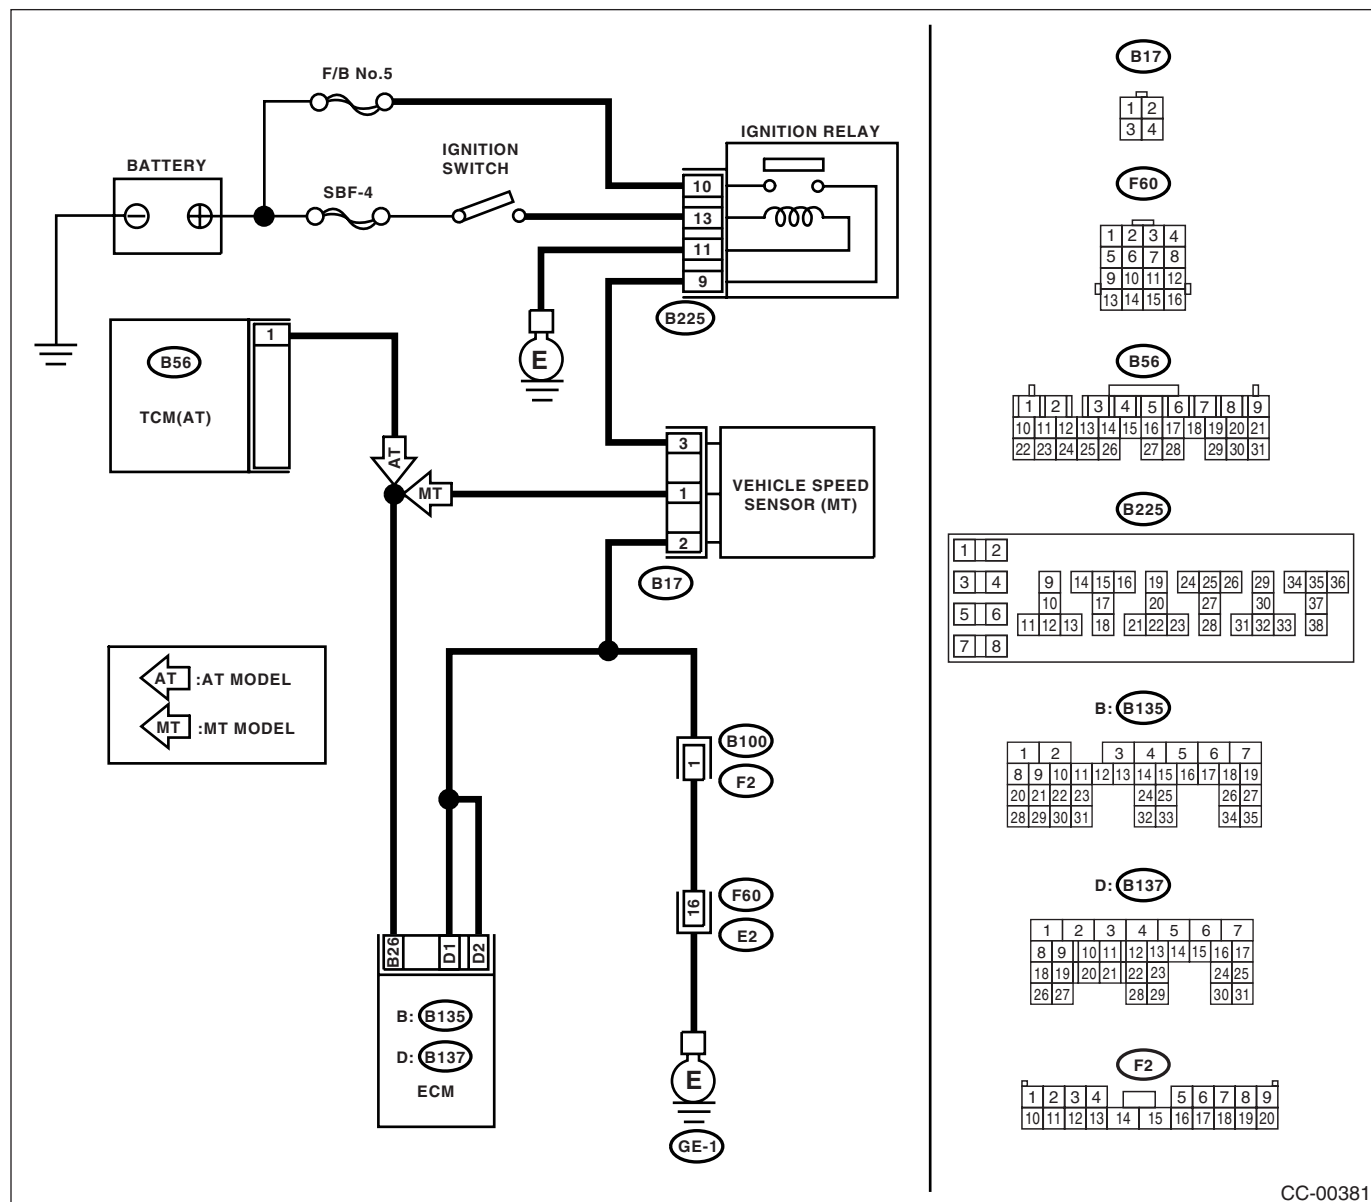 F/B No.5
IGNITION RELAY
BATTERY
IGNITION
SWITCH
SBF-4
10
13
11
9
B225
E
1
B56
TCM(AT)
AT
MT
3
1
2
VEHICLE SPEED
SENSOR (MT)
B17
AT :AT MODEL
MT :MT MODEL
1
B100
F2
16
F60
E2
B26 D1 D2
B: B135
D: B137
ECM
E
GE-1
B17
1 2
3 4
F60
1 2 3 4
5 6 7 8
9 10 11 12
13 14 15 16
B56
1 2 3 4 5 6 7 8 9
10 11 12 13 14 15 16 17 18 19 20 21
22 23 24 25 26 27 28 29 30 31
B225
1 2
3 4 9 14 15 16 19 24 25 26 29 34 35 36
10 17 20 27 30 37
5 6 11 12 13 18 21 22 23 28 31 32 33 38
7 8
B: B135
1 2 3 4 5 6 7
8 9 10 11 12 13 14 15 16 17 18 19
20 21 22 23 24 25 26 27
28 29 30 31 32 33 34 35
D: B137
1 2 3 4 5 6 7
8 9 10 11 12 13 14 15 16 17
18 19 20 21 22 23 24 25
26 27 28 29 30 31
F2
1 2 3 4 5 6 7 8 9
10 11 12 13 14 15 16 17 18 19 20
CC-00381